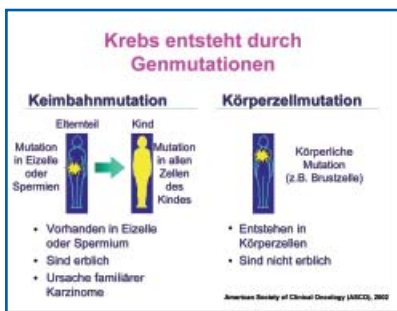 Krebs entsteht durch
Genmutationen
Keimbahnmutation
Elternteil
Kind
Mutation
in Eizelle
oder
Spermien
Mutation
in allen
Zellen
des
Kindes
• Vorhanden in Eizelle
oder Spermium
• Sind erblich
• Ursache familiärer
Karzinome
Körperzellmutation
Körperliche
Mutation
(z.B. Brustzelle)
• Entstehen in
Körperzellen
• Sind nicht erblich
American Society of Clinical Oncology (ASCO), 2002